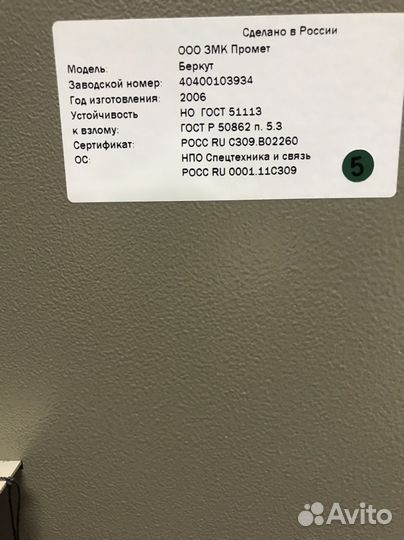 Сделано в России
ООО ЗМК Промет
Модель: Беркут
Заводской номер: 40400103934
Год изготовления: 2006
Устойчивость НО ГОСТ 51113
к взлому: ГОСТ Р 50862 п. 5.3
Сертификат: РОСС RU С309.В02260
ОС: НПО Спецтехника и связь
РОСС RU 0001.11С309
5
Avito